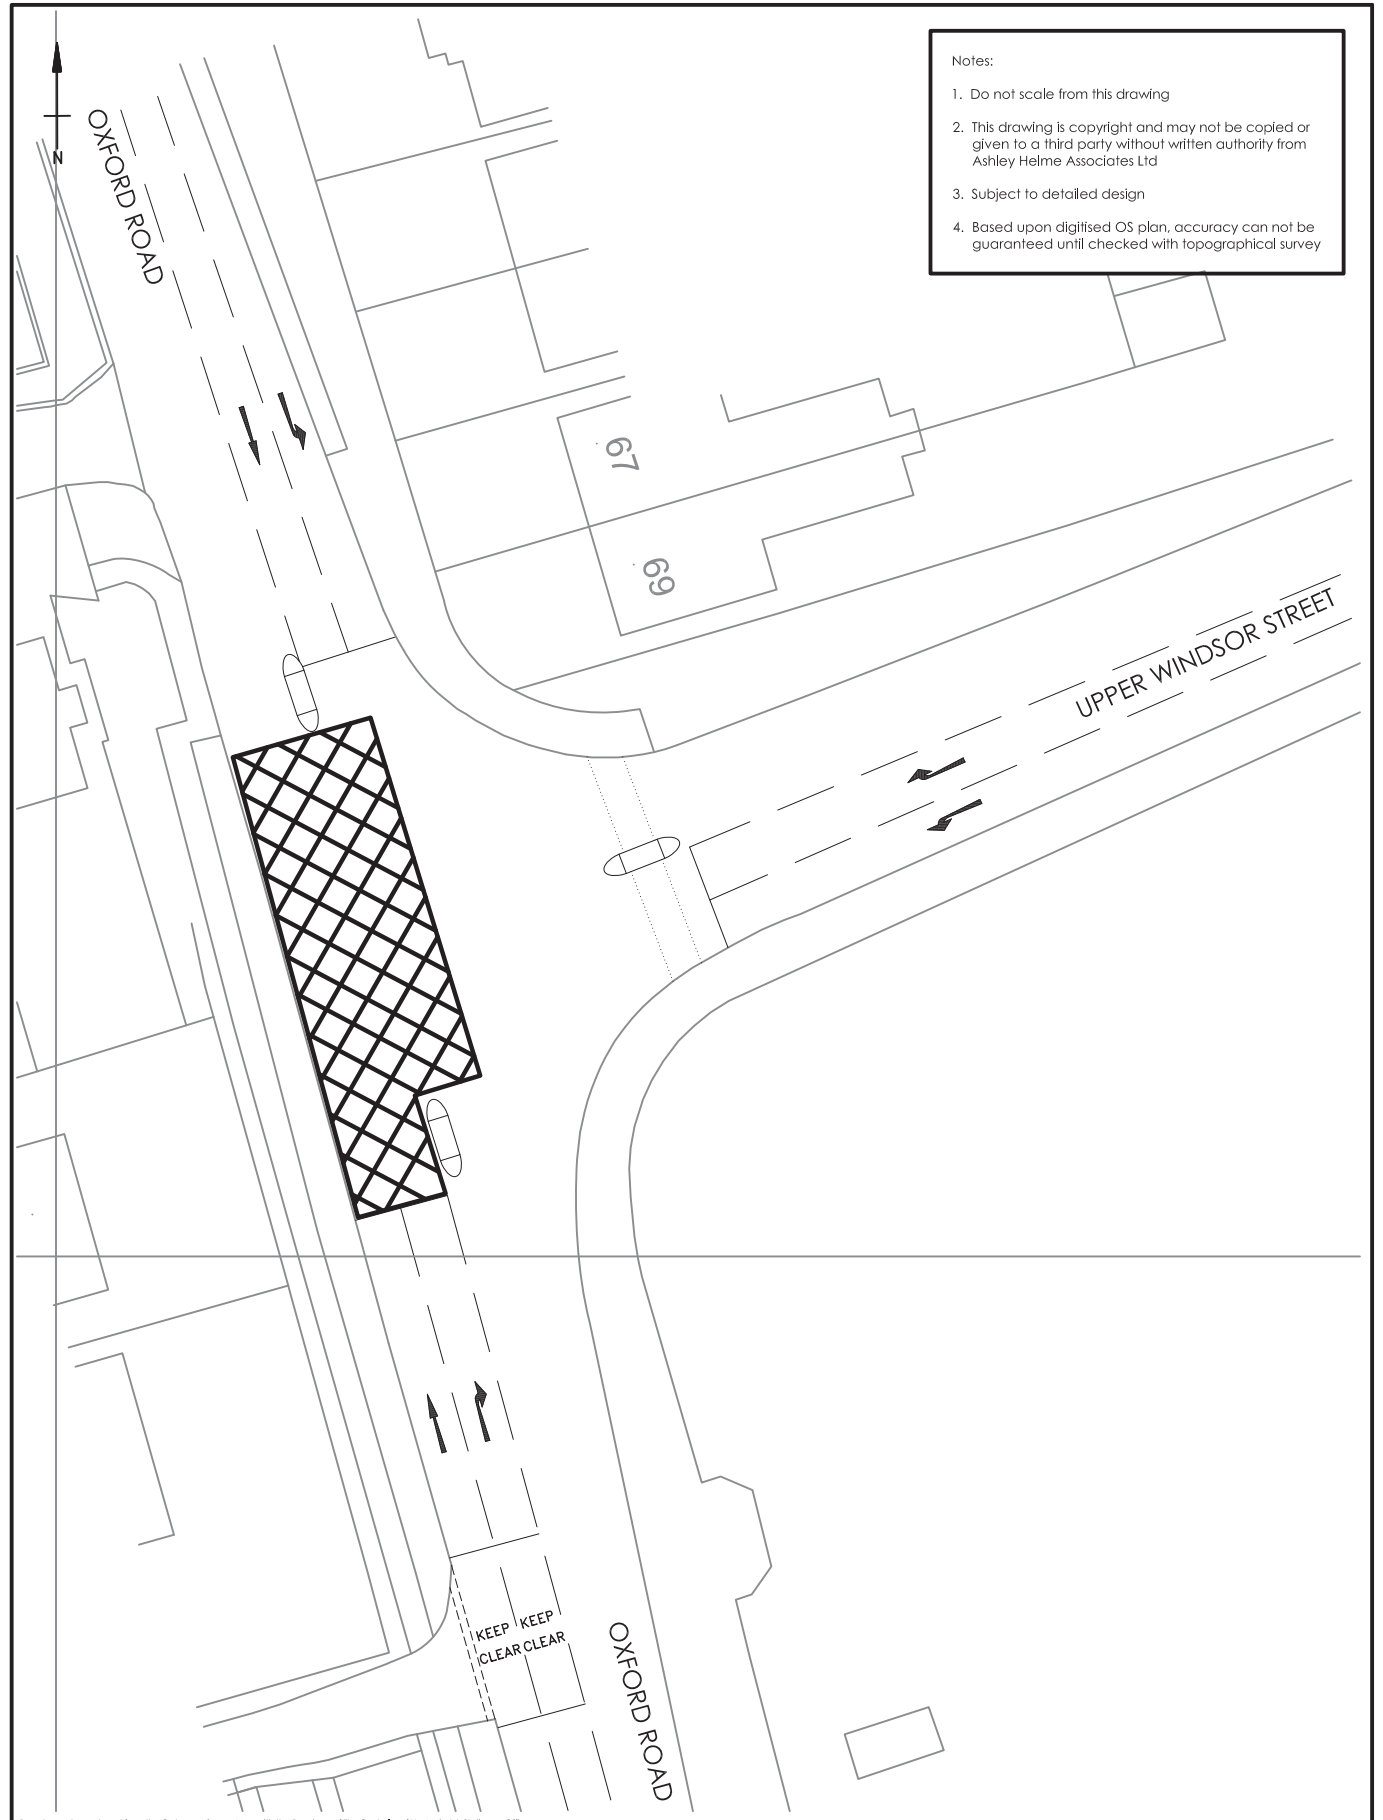 Notes:
1. Do not scale from this drawing
2. This drawing is copyright and may not be copied or
given to a third party without written authority from
Ashley Helme Associates Ltd
3. Subject to detailed design
4. Based upon digitised OS plan, accuracy can not be
guaranteed until checked with topographical survey
N
OXFORD ROAD
67
69
UPPER WINDSOR STREET
KEEP KEEP
CLEAR CLEAR
OXFORD ROAD